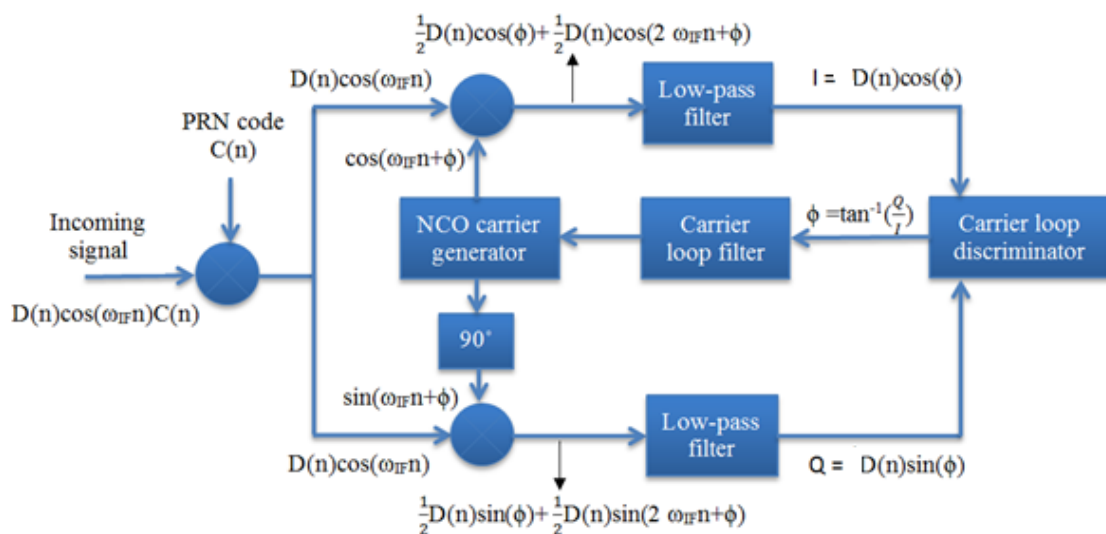 ½D(n)cos(ϕ)+½D(n)cos(2 ωIFn+ϕ)
D(n)cos(ωIFn)
Low-pass
filter
I = D(n)cos(ϕ)
PRN code
C(n)
cos(ωIFn+ϕ)
Incoming
signal
NCO carrier
generator
Carrier
loop filter
ϕ =tan⁻¹(Q/I)
Carrier loop
discriminator
D(n)cos(ωIFn)C(n)
90˚
sin(ωIFn+ϕ)
Low-pass
filter
D(n)cos(ωIFn)
Q = D(n)sin(ϕ)
½D(n)sin(ϕ)+½D(n)sin(2 ωIFn+ϕ)